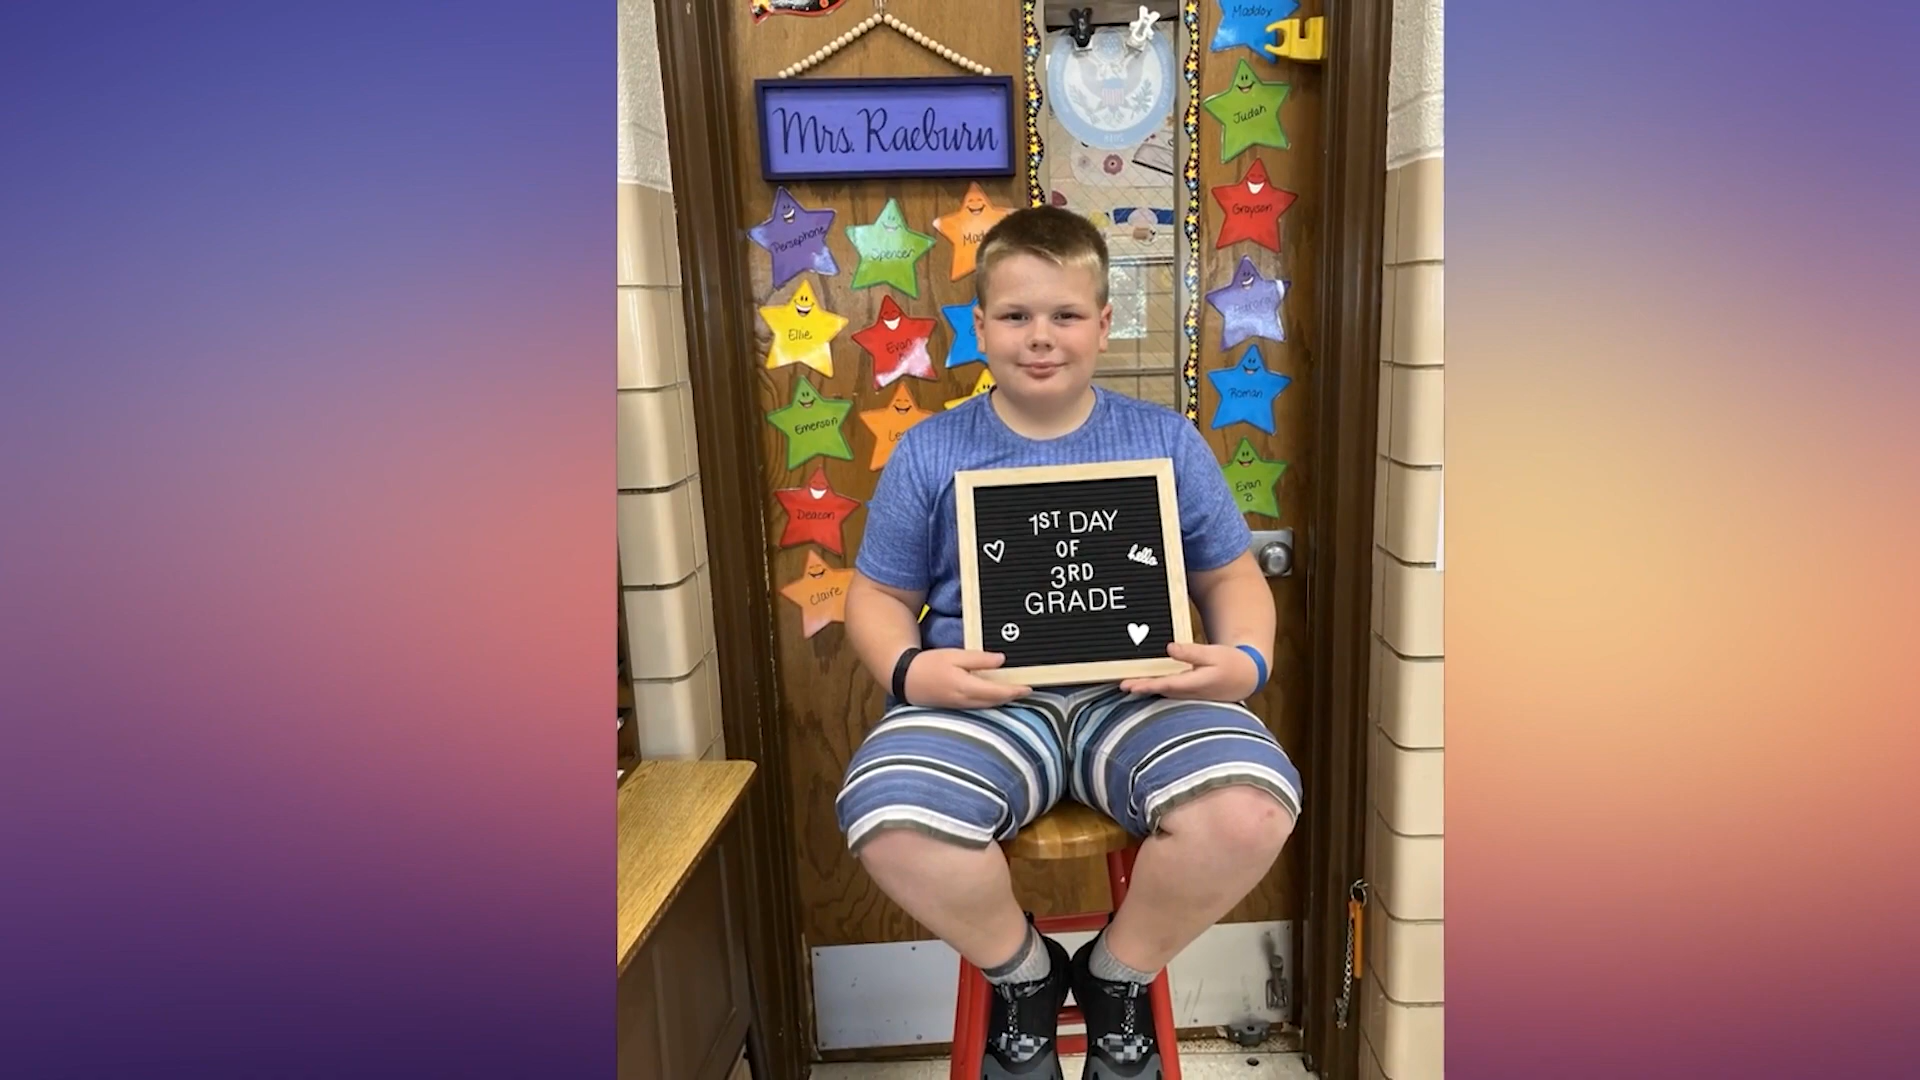 Maddox
Judah
Mrs. Raeburn
Grayson
Persephone
Spencer
Ellie
Evan
Roman
Emerson
Evan
B.
Deacon
1ST DAY
OF
hello
3RD
GRADE
Claire